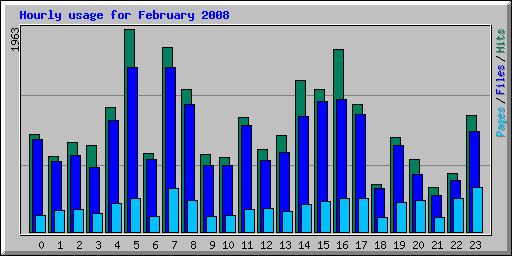 Hourly usage for February 2008
1963
Pages/Files/Hits
0 1 2 3 4 5 6 7 8 9 10 11 12 13 14 15 16 17 18 19 20 21 22 23